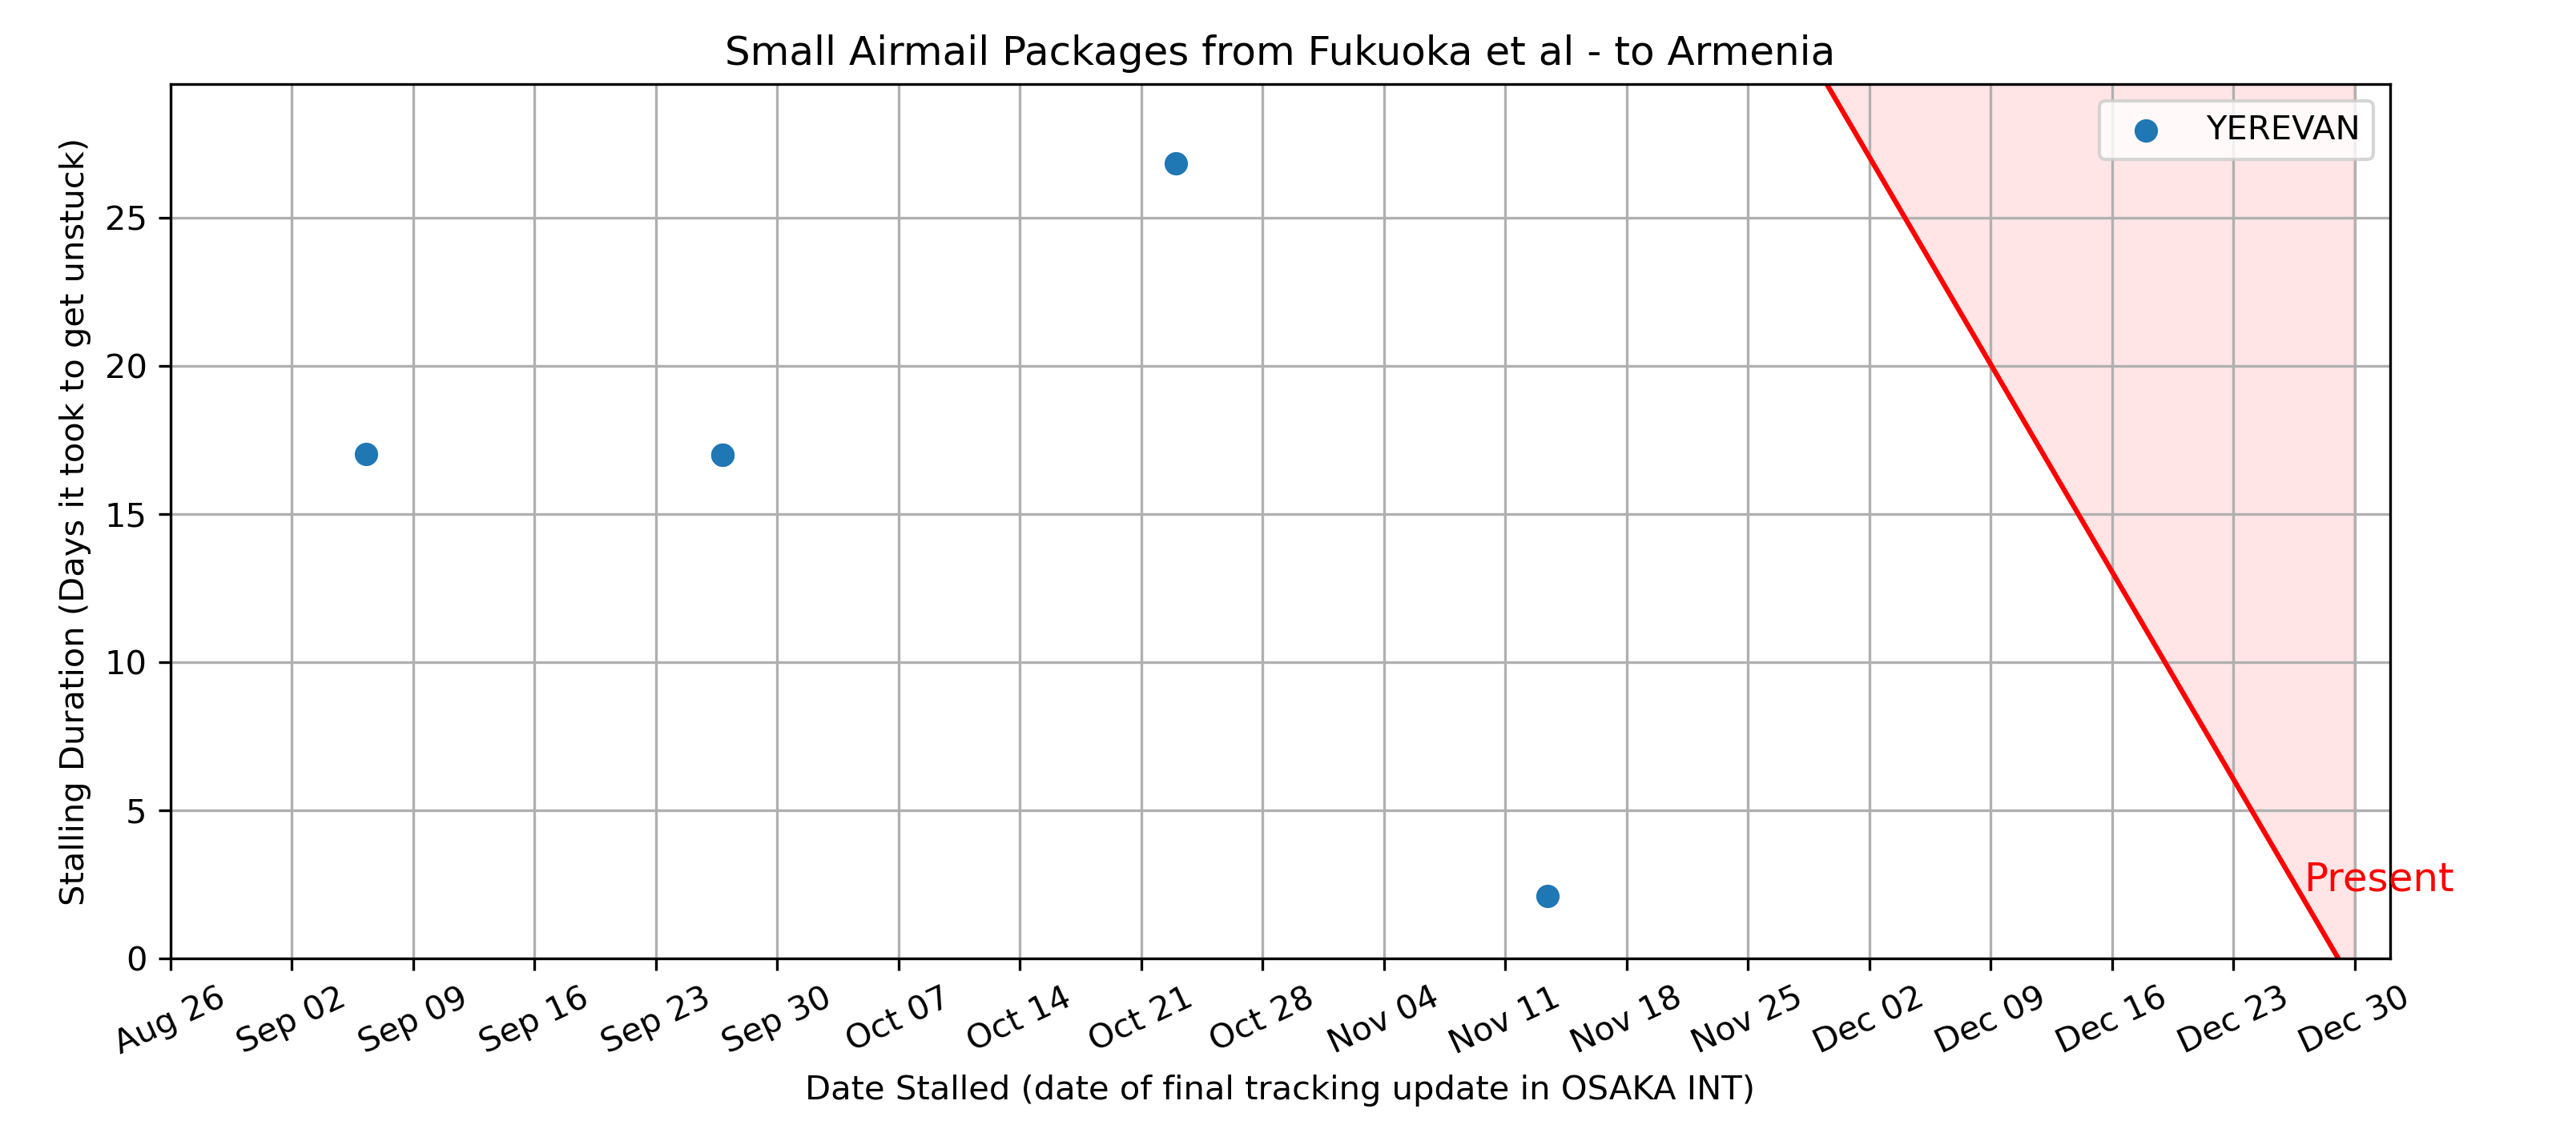 Small Airmail Packages from Fukuoka et al - to Armenia
YEREVAN
Stalling Duration (Days it took to get unstuck)
25
20
15
10
5
0
Present
Aug 26
Sep 02
Sep 09
Sep 16
Sep 23
Sep 30
Oct 07
Oct 14
Oct 21
Oct 28
Nov 04
Nov 11
Nov 18
Nov 25
Dec 02
Dec 09
Dec 16
Dec 23
Dec 30
Date Stalled (date of final tracking update in OSAKA INT)